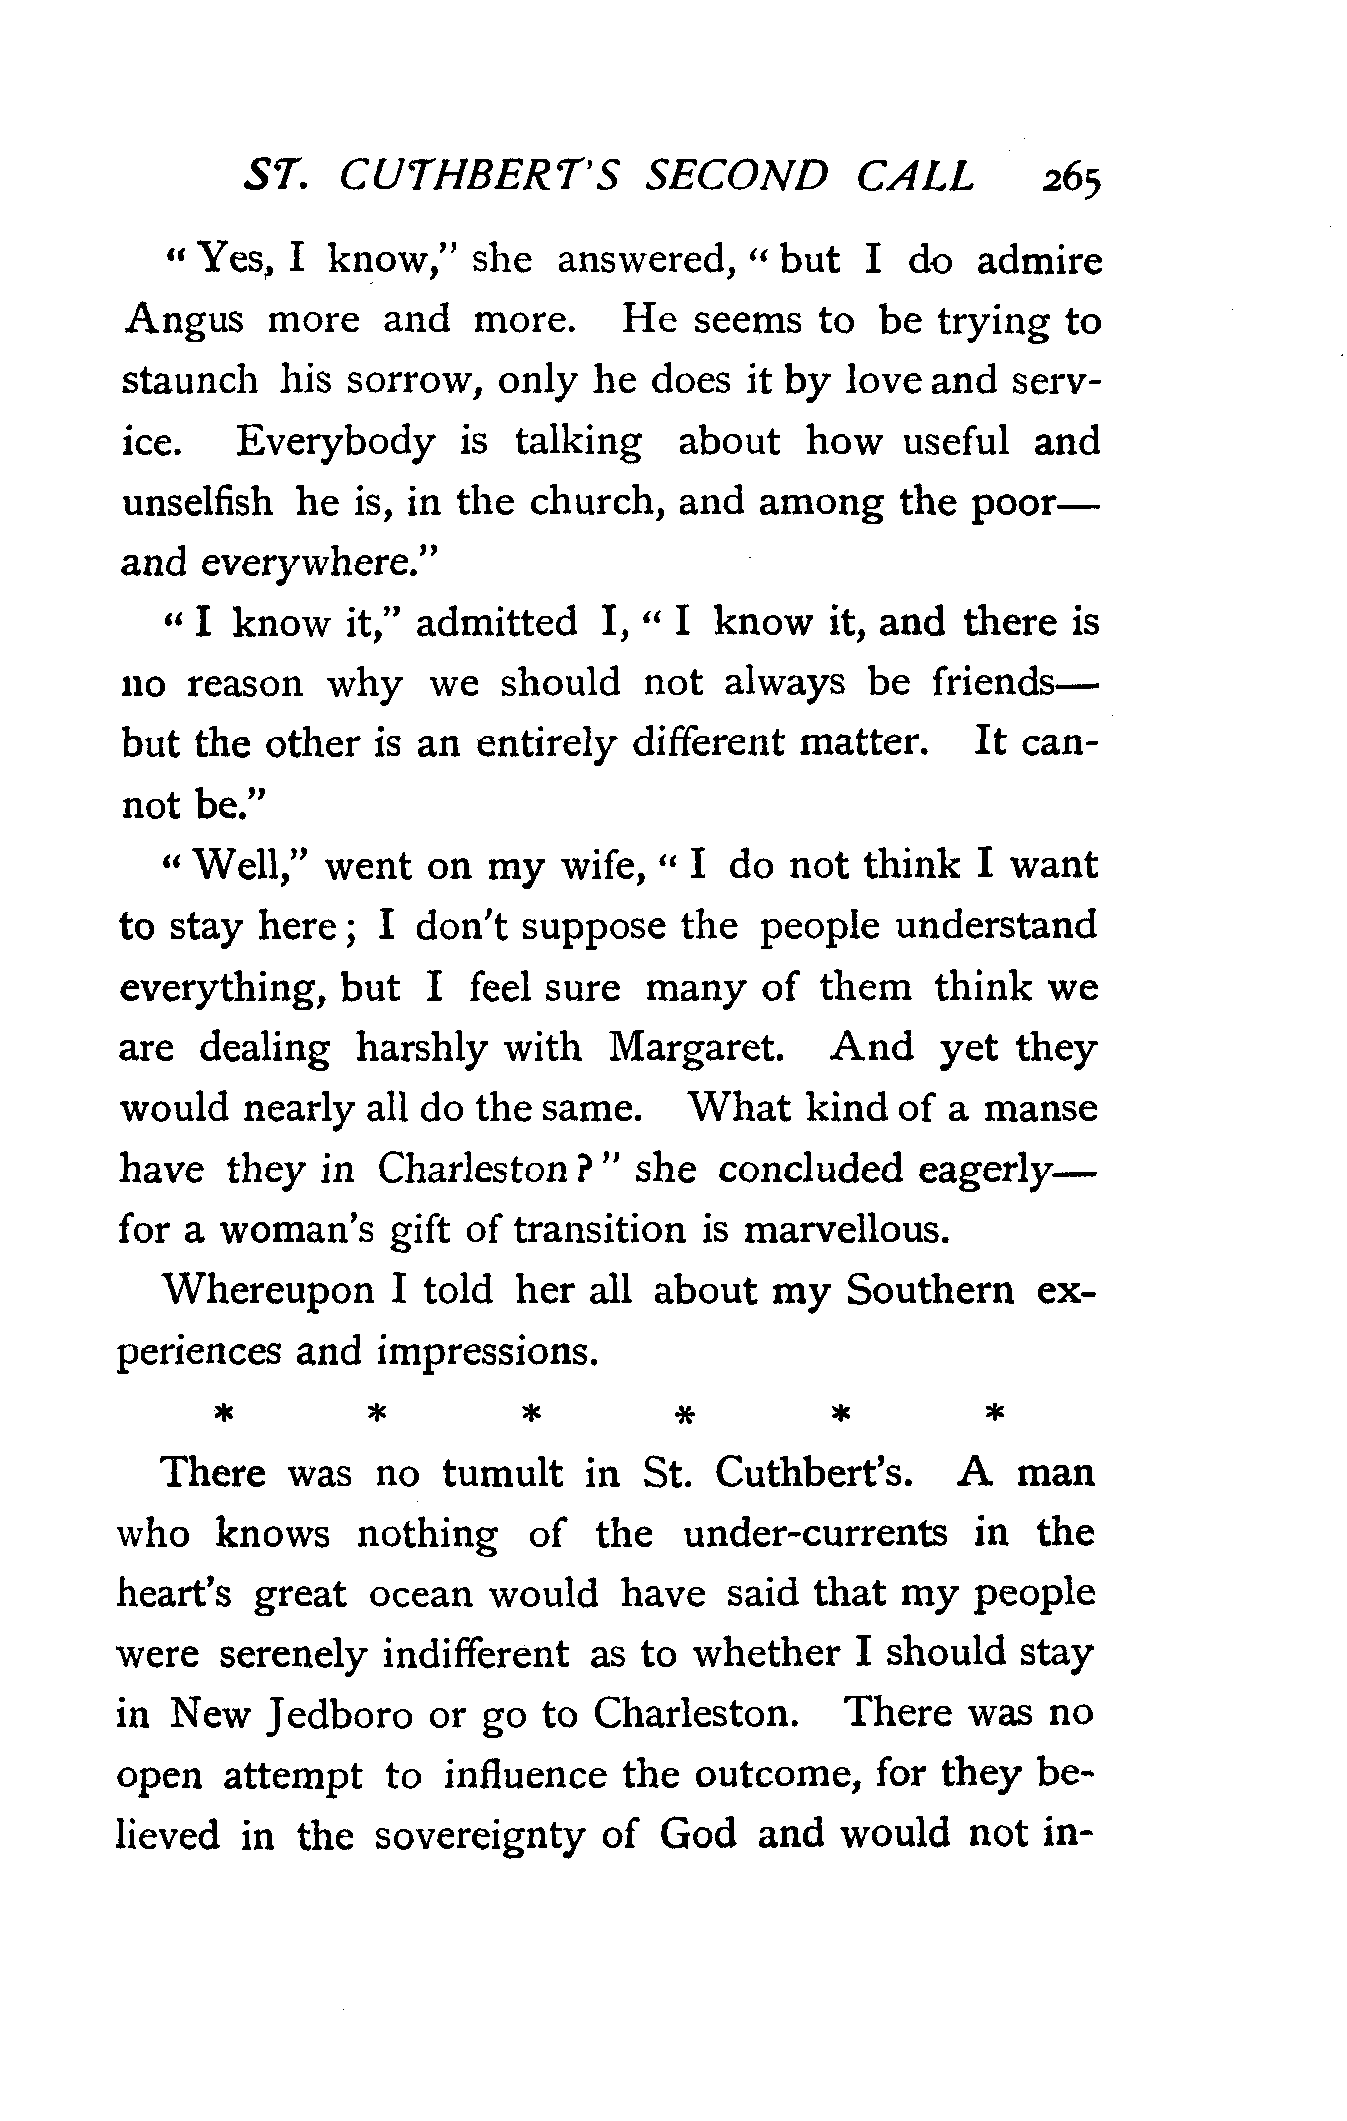 ST. CUTHBERT'S SECOND CALL 265
" Yes, I know," she answered, " but I do admire
Angus more and more. He seems to be trying to
staunch his sorrow, only he does it by love and serv-
ice. Everybody is talking about how useful and
unselfish he is, in the church, and among the poor—
and everywhere."
" I know it," admitted I, " I know it, and there is
no reason why we should not always be friends—
but the other is an entirely different matter. It can-
not be."
" Well," went on my wife, " I do not think I want
to stay here ; I don't suppose the people understand
everything, but I feel sure many of them think we
are dealing harshly with Margaret. And yet they
would nearly all do the same. What kind of a manse
have they in Charleston ? " she concluded eagerly—
for a woman's gift of transition is marvellous.
Whereupon I told her all about my Southern ex-
periences and impressions.
* * * * * *
There was no tumult in St. Cuthbert's. A man
who knows nothing of the under-currents in the
heart's great ocean would have said that my people
were serenely indifferent as to whether I should stay
in New Jedboro or go to Charleston. There was no
open attempt to influence the outcome, for they be-
lieved in the sovereignty of God and would not in-